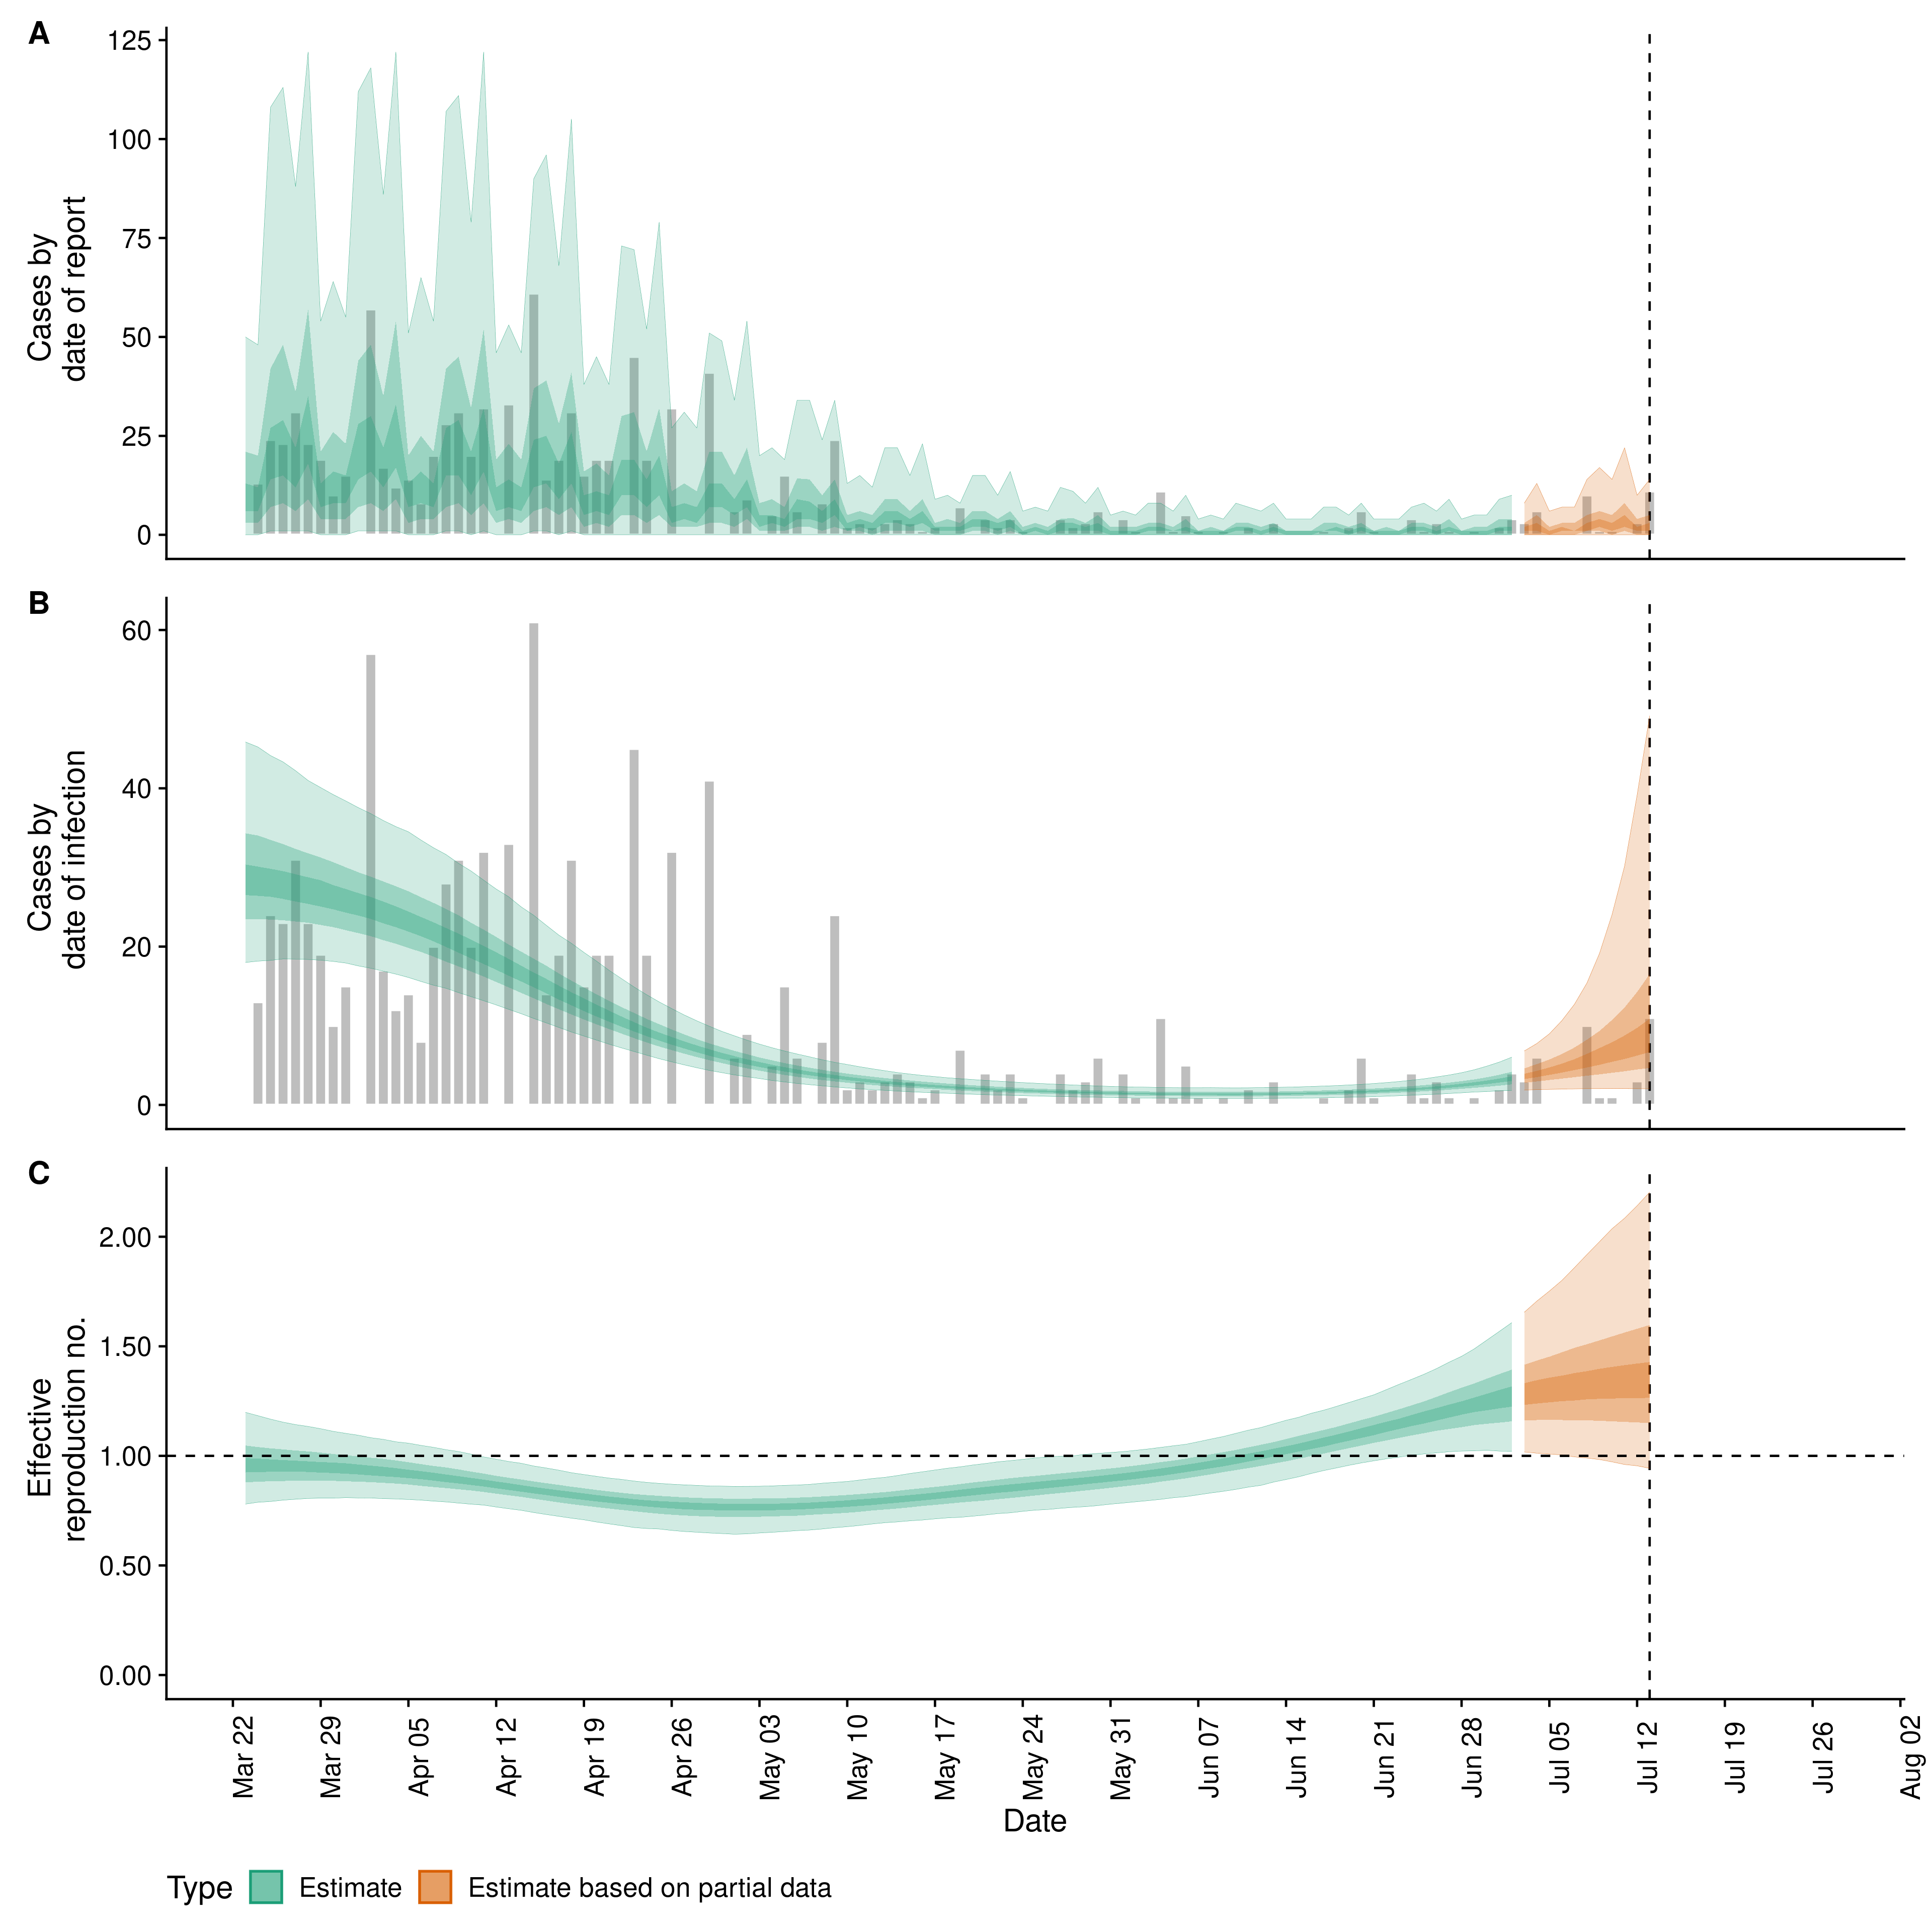 A
Cases by
date of report
125
100
75
50
25
0
B
Cases by
date of infection
60
40
20
0
C
Effective
reproduction no.
2.00
1.50
1.00
0.50
0.00
Mar 22
Mar 29
Apr 05
Apr 12
Apr 19
Apr 26
May 03
May 10
May 17
May 24
May 31
Jun 07
Jun 14
Jun 21
Jun 28
Jul 05
Jul 12
Jul 19
Jul 26
Aug 02
Date
Type Estimate Estimate based on partial data